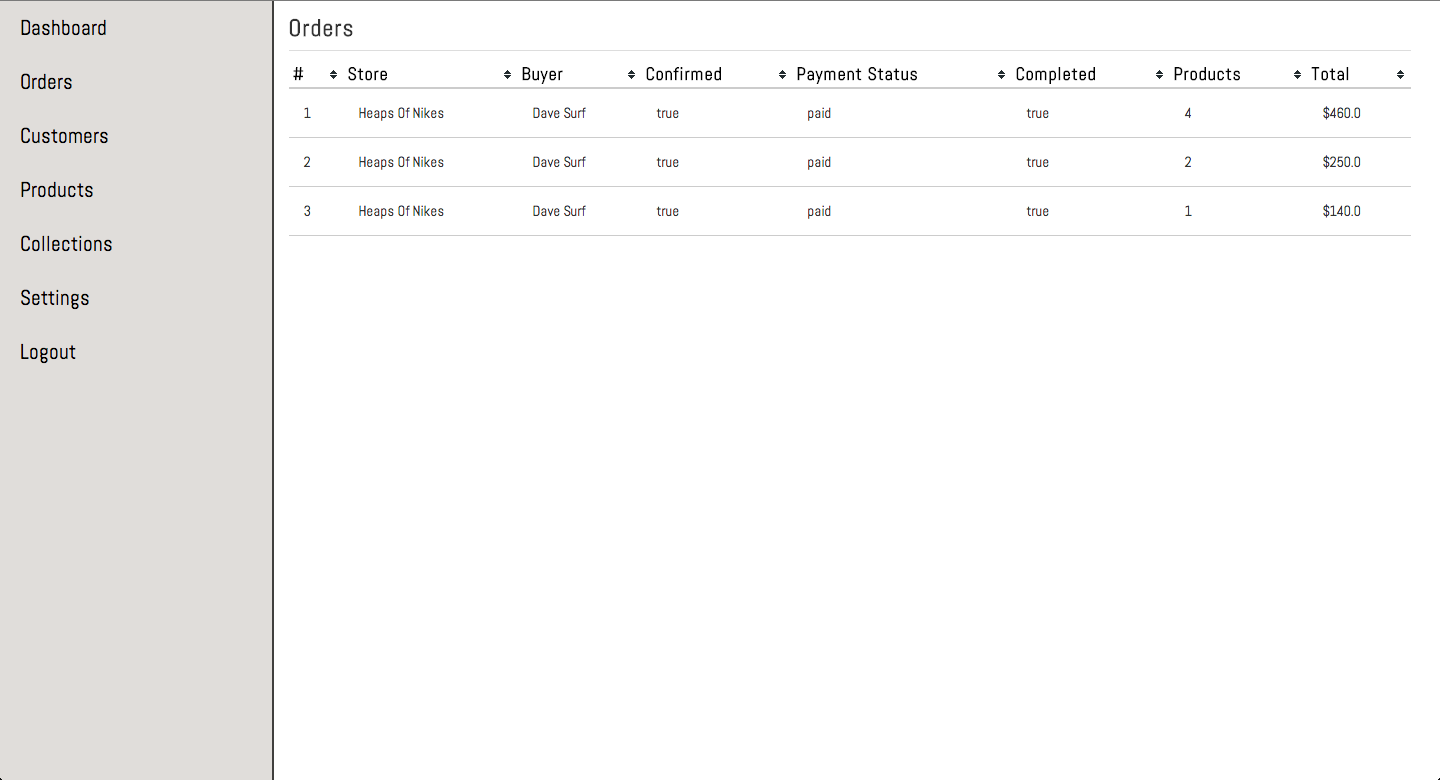 Dashboard
Orders
Customers
Products
Collections
Settings
Logout
Orders
# Store Buyer Confirmed Payment Status Completed Products Total
1 Heaps Of Nikes Dave Surf true paid true 4 $460.0
2 Heaps Of Nikes Dave Surf true paid true 2 $250.0
3 Heaps Of Nikes Dave Surf true paid true 1 $140.0